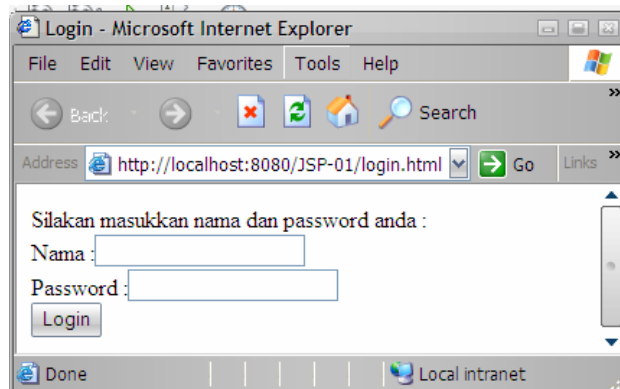 Login - Microsoft Internet Explorer
File Edit View Favorites Tools Help
Back Search
Address http://localhost:8080/JSP-01/login.html Go Links
Silakan masukkan nama dan password anda :
Nama :
Password :
Login
Done Local intranet